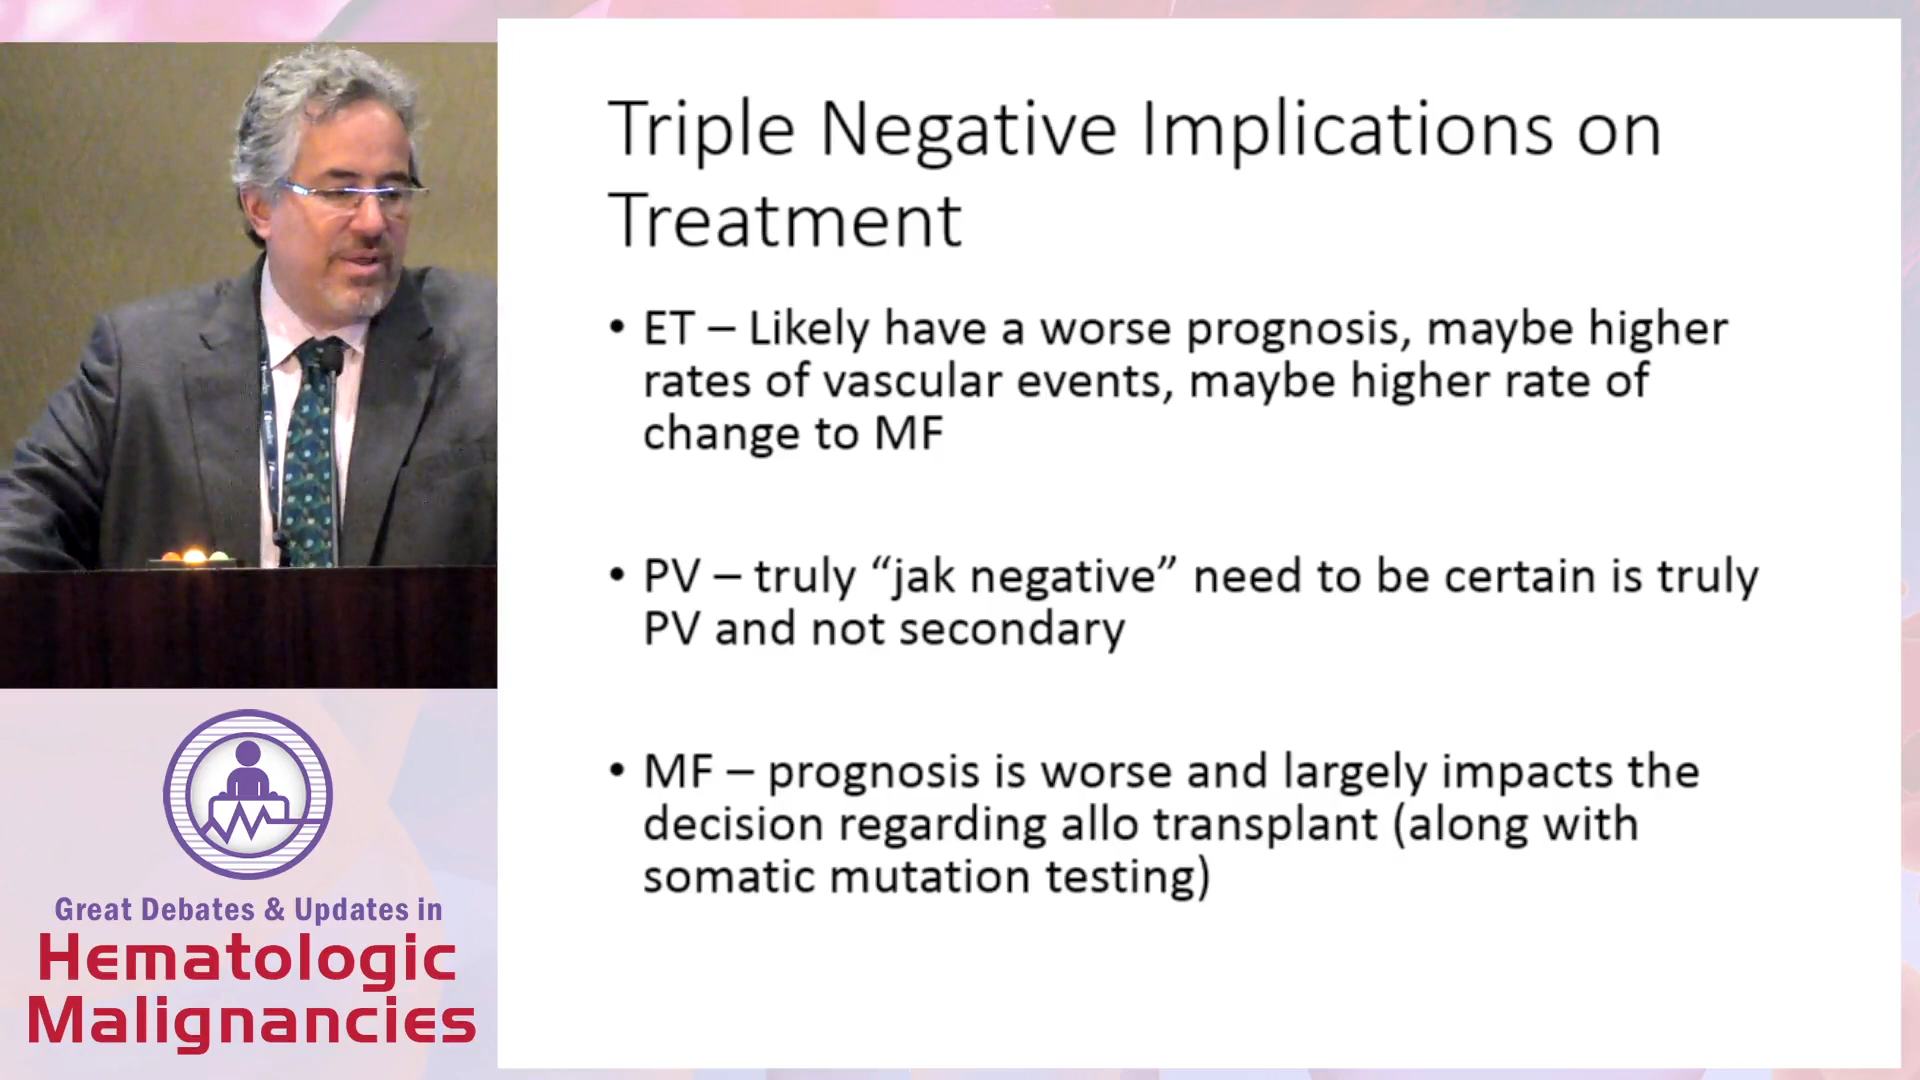 Triple Negative Implications on
Treatment
• ET – Likely have a worse prognosis, maybe higher
rates of vascular events, maybe higher rate of
change to MF
• PV – truly “jak negative” need to be certain is truly
PV and not secondary
• MF – prognosis is worse and largely impacts the
decision regarding allo transplant (along with
somatic mutation testing)
Great Debates & Updates in
Hematologic
Malignancies